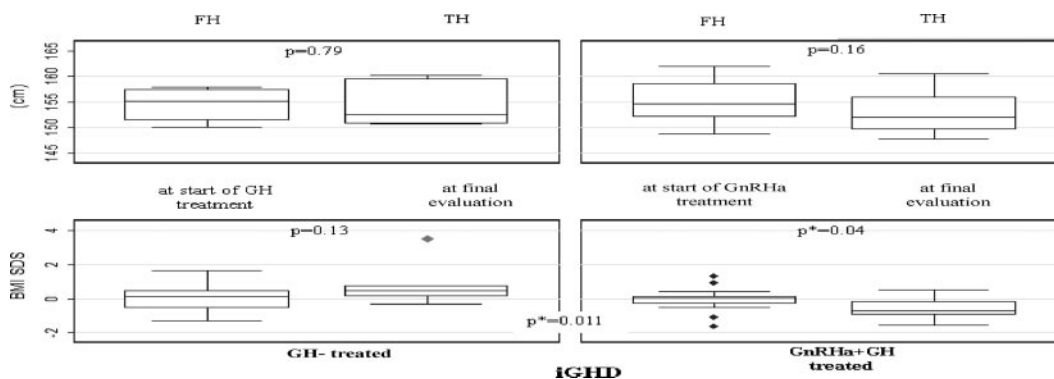 FH TH FH TH
p=0.79 p=0.16
165
160
155
150
145
(cm)
at start of GH
treatment
at final
evaluation
at start of GnRHa
treatment
at final
evaluation
p=0.13 p*=0.04
4
2
0
-2
BMI SDS
p*=0.011
GH- treated
GnRHa+GH
treated
iGHD